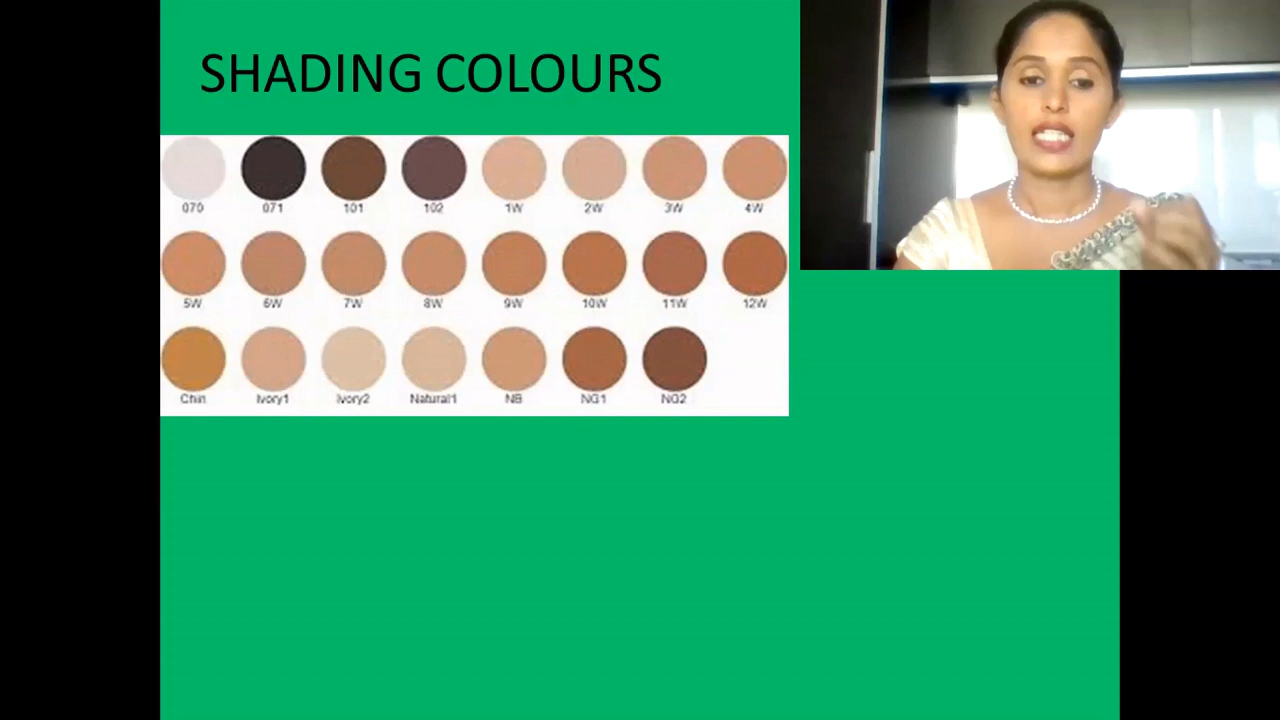 SHADING COLOURS
070 071 101 102 1W 2W 3W 4W
5W 6W 7W 8W 9W 10W 11W 12W
Chin Ivory1 Ivory2 Natural1 NB NG1 NG2